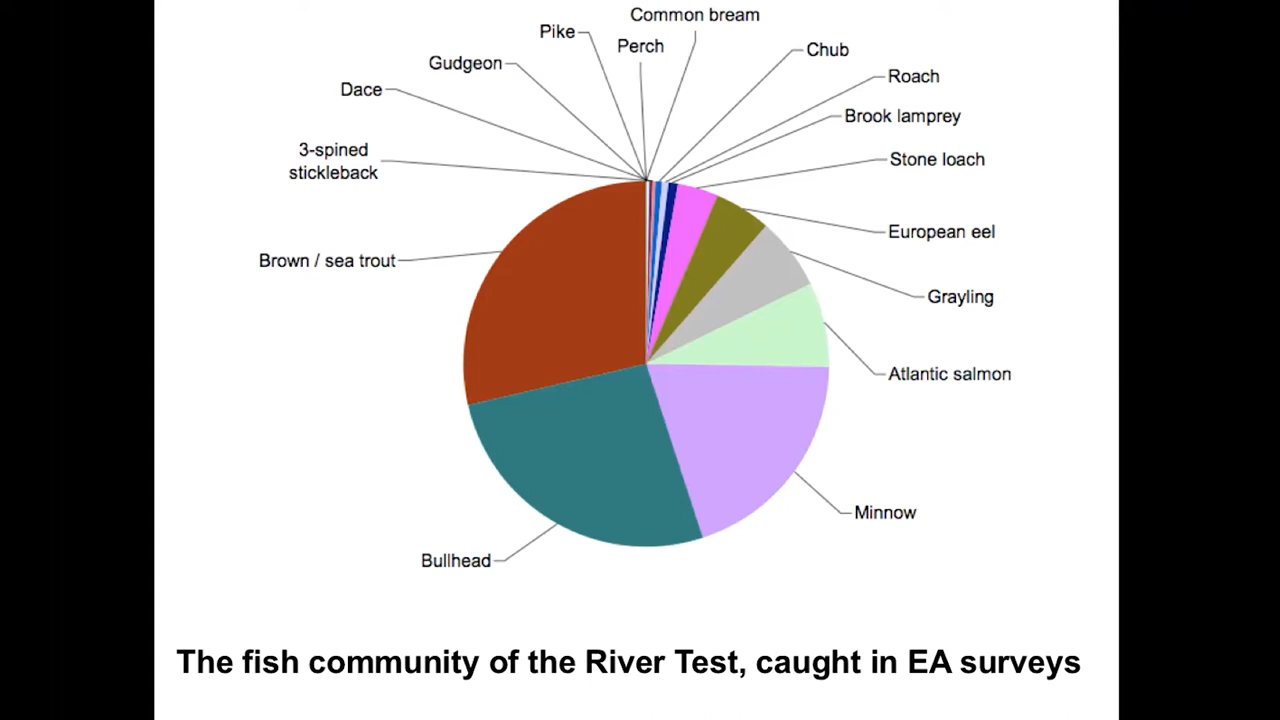 Common bream
Pike
Perch
Chub
Gudgeon
Roach
Dace
Brook lamprey
3-spined
stickleback
Stone loach
European eel
Brown / sea trout
Grayling
Atlantic salmon
Minnow
Bullhead
The fish community of the River Test, caught in EA surveys